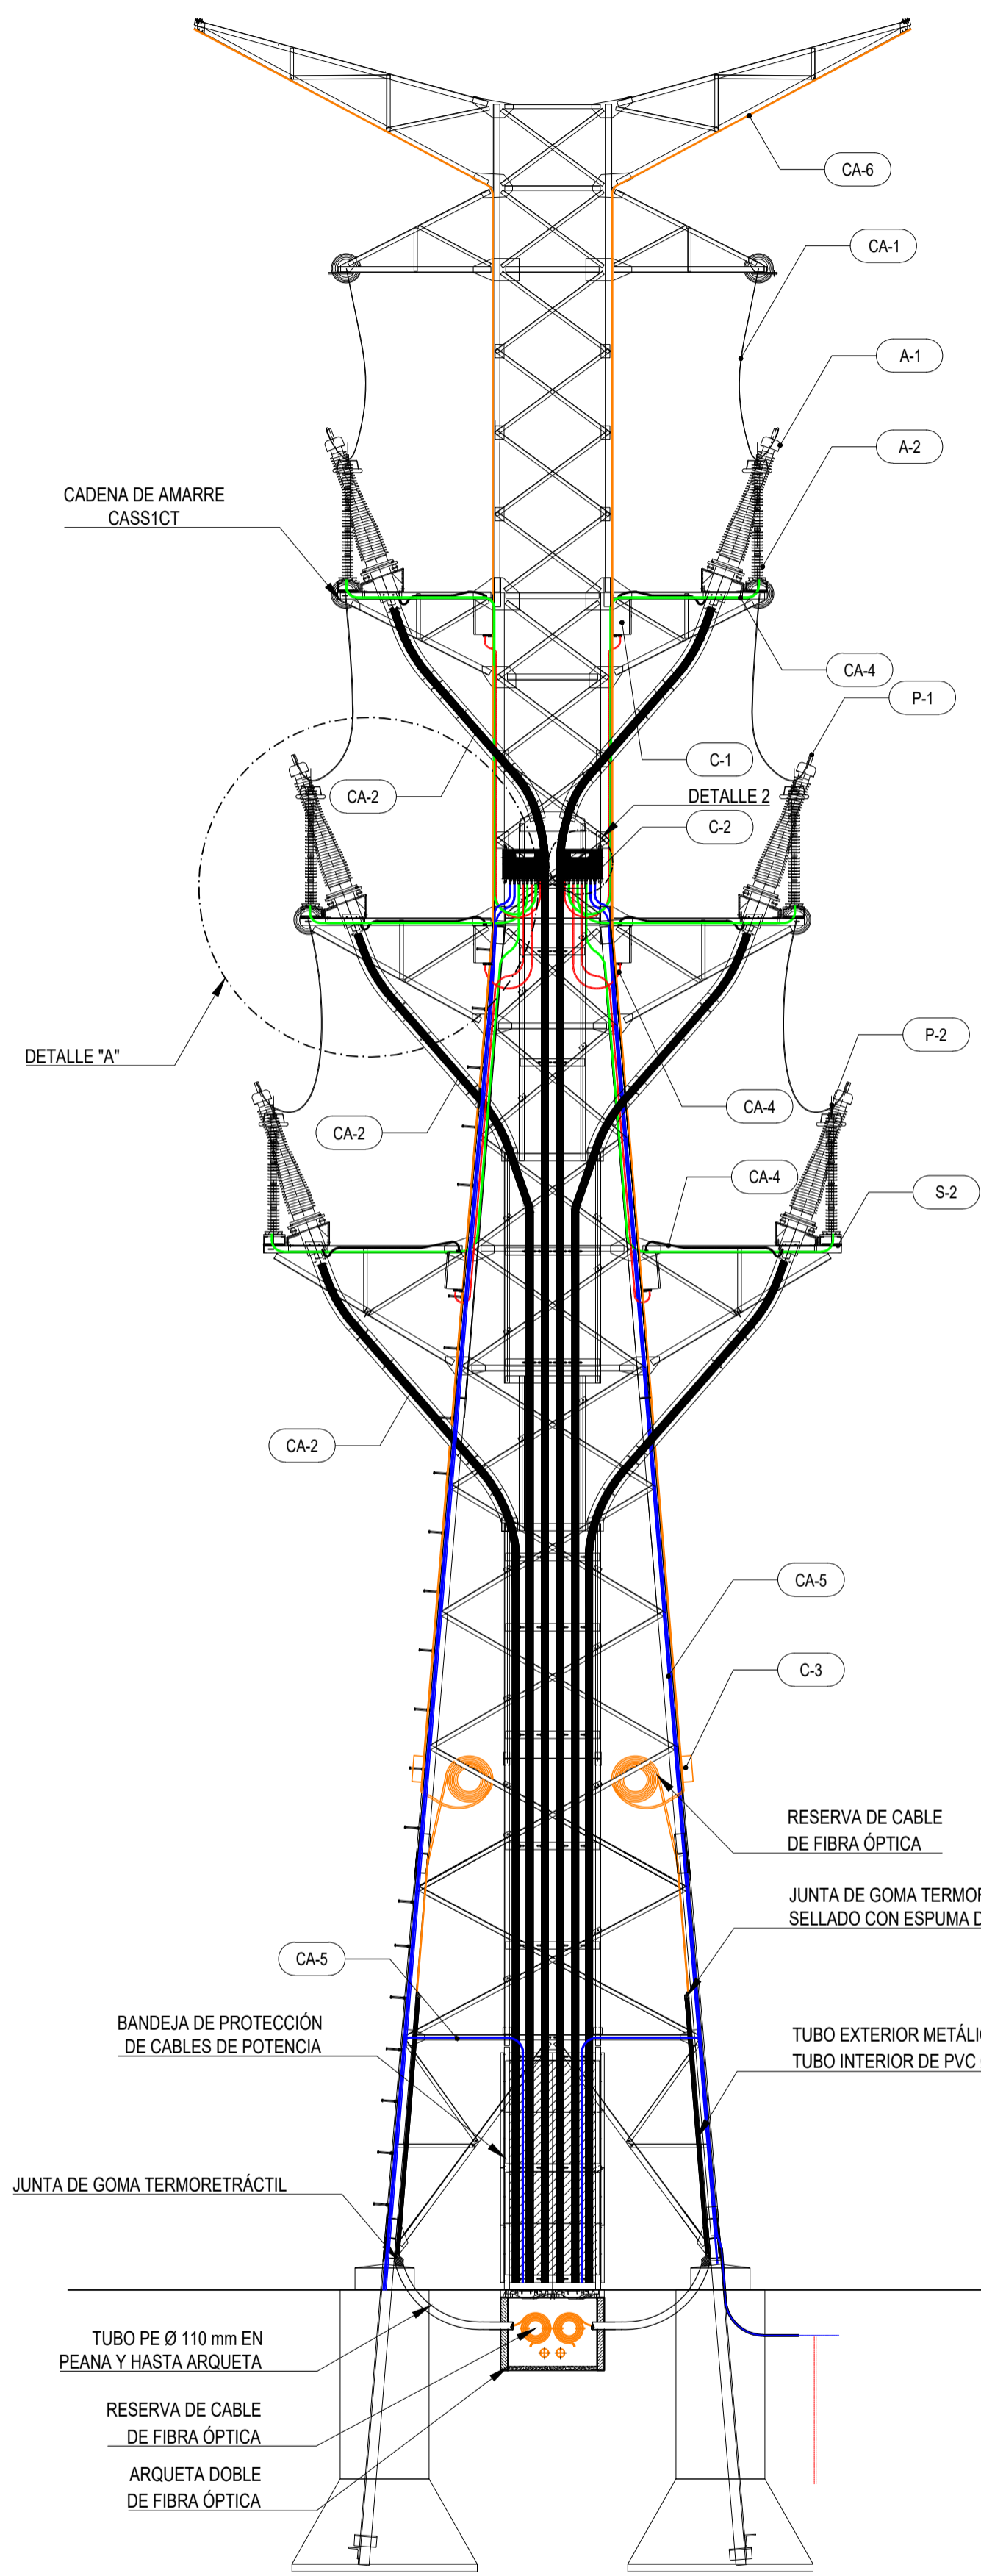 CA-6
CA-1
A-1
A-2
CADENA DE AMARRE
CASS1CT
CA-4
P-1
C-1
CA-2
DETALLE 2
C-2
DETALLE "A"
P-2
CA-4
CA-2
CA-4
S-2
CA-2
CA-5
C-3
RESERVA DE CABLE
DE FIBRA ÓPTICA
JUNTA DE GOMA
SELLADO CON ESPUMA
CA-5
BANDEJA DE PROTECCIÓN
DE CABLES DE POTENCIA
TUBO EXTERIOR
TUBO INTERIOR DE PVC
JUNTA DE GOMA TERMORETRÁCTIL
TUBO PE Ø 110 mm EN
PEANA Y HASTA ARQUETA
RESERVA DE CABLE
DE FIBRA ÓPTICA
ARQUETA DOBLE
DE FIBRA ÓPTICA